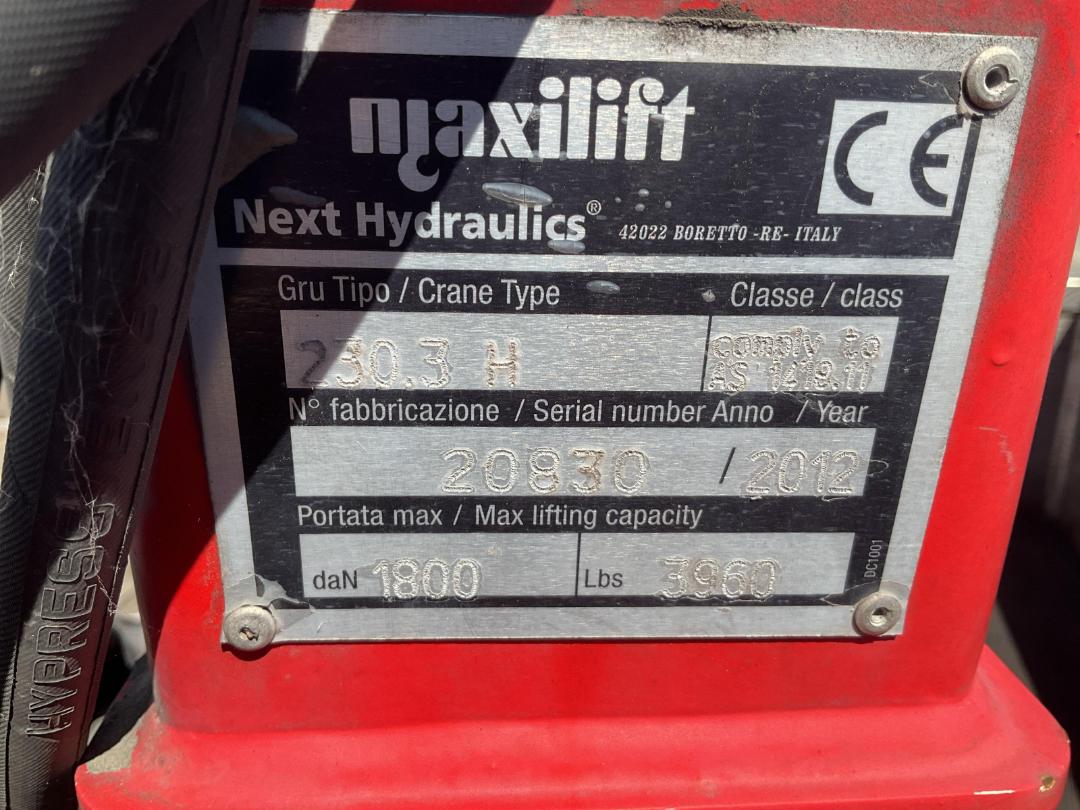 maxilift
CE
Next Hydraulics® 42022 BORETTO -RE- ITALY
Gru Tipo / Crane Type Classe / class
230.3 H comply to
AS 1418.11
N° fabbricazione / Serial number Anno / Year
20830 / 2012
Portata max / Max lifting capacity
daN 1800 Lbs 3960
DC1001
HYPRESS